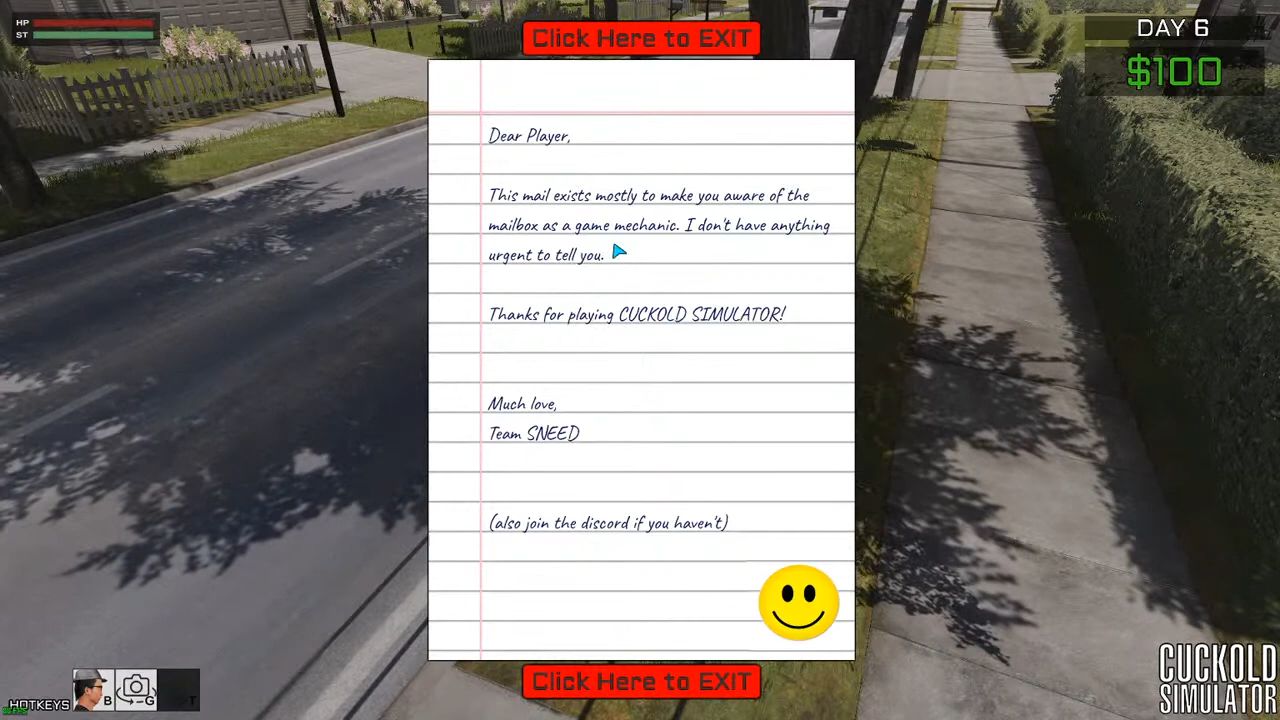 HP
ST
Click Here to EXIT
DAY 6
$100
Dear Player,
This mail exists mostly to make you aware of the
mailbox as a game mechanic. I don't have anything
urgent to tell you.
Thanks for playing CUCKOLD SIMULATOR!
Much love,
Team SNEED
(also join the discord if you haven't)
Click Here to EXIT
HOTKEYS
B
G
T
CUCKOLD
SIMULATOR